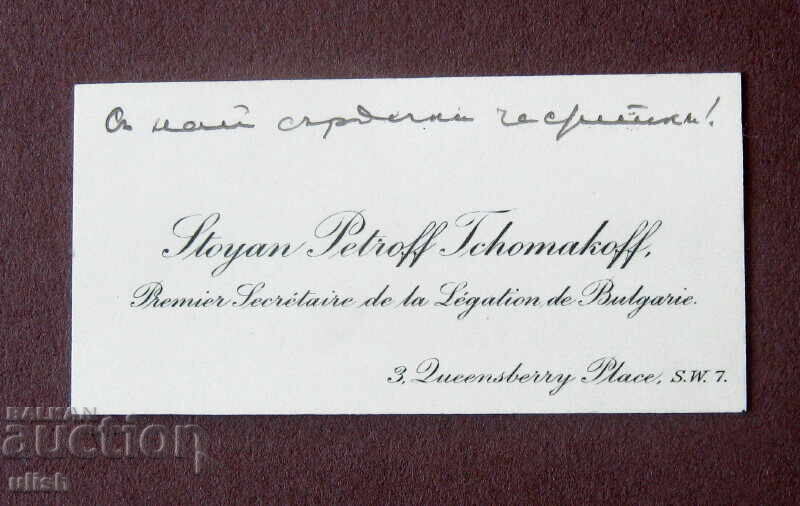 Съ най сърдечни честитки!
Stoyan Petroff Tchomakoff,
Premier Secrétaire de la Légation de Bulgarie.
3, Queensberry Place, S.W. 7.
BALKAN
auction
ulish